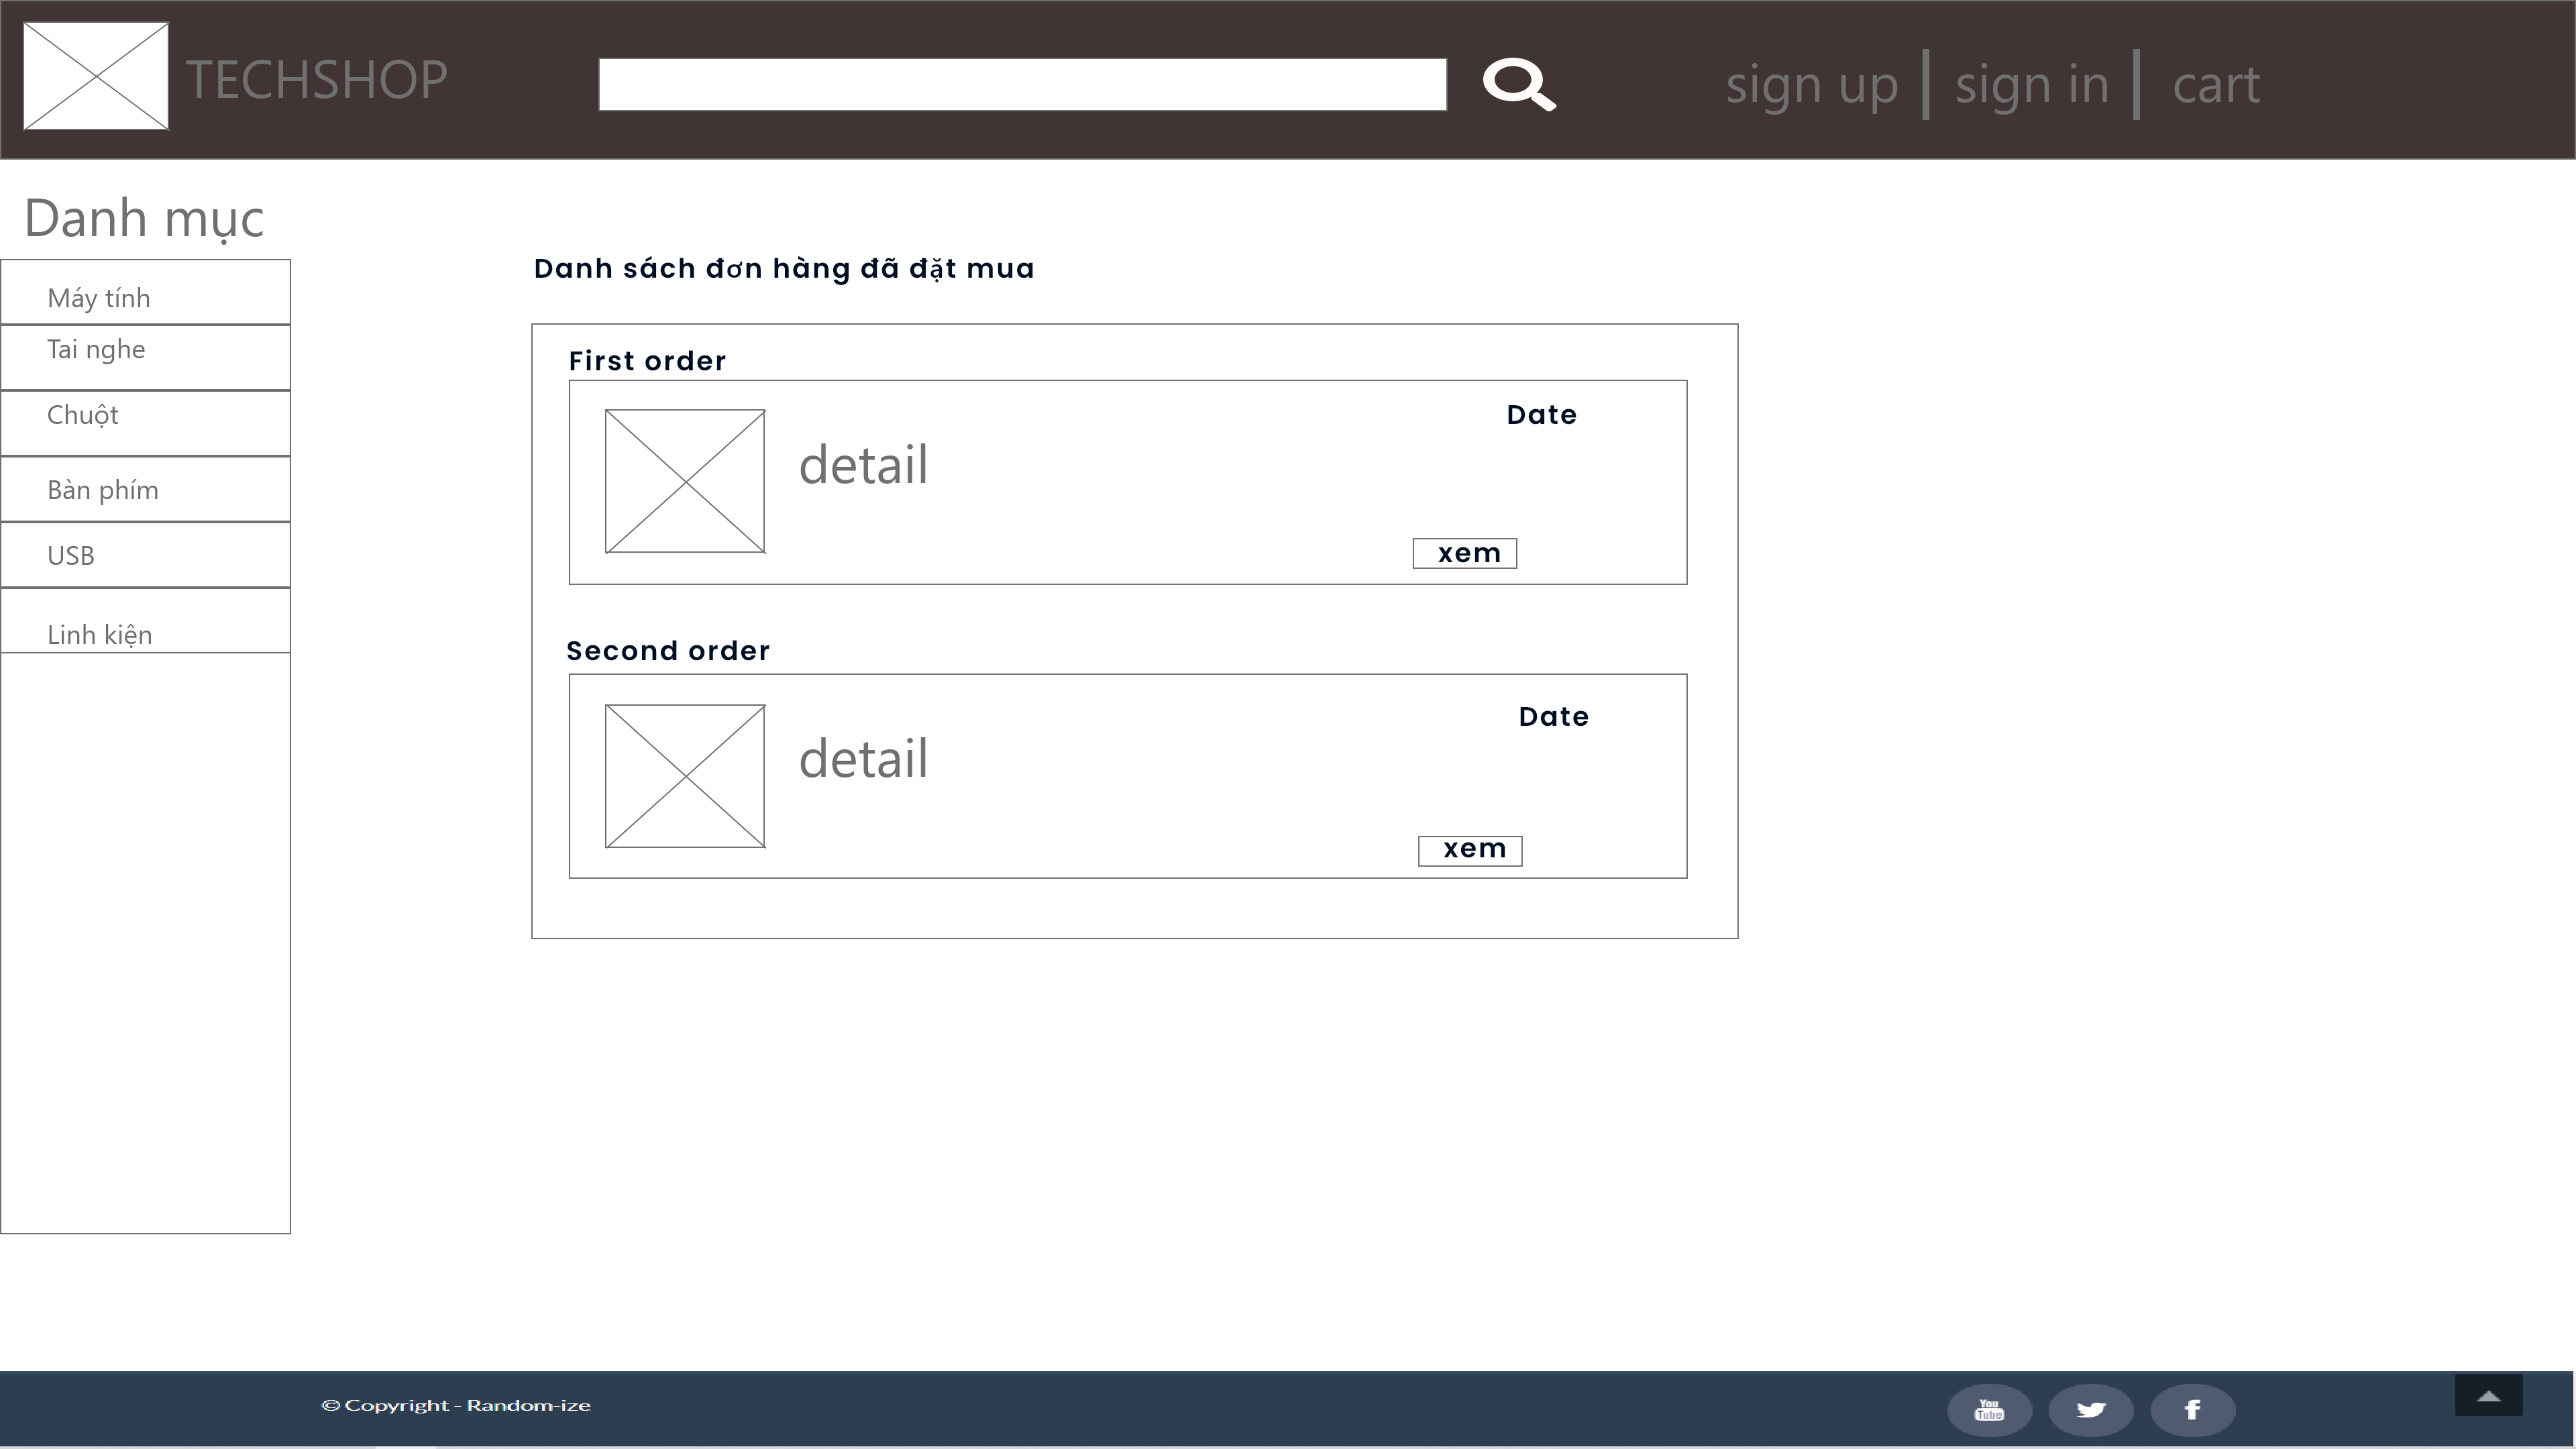 TECHSHOP
sign up
sign in
cart
Danh mục
Máy tính
Tai nghe
Chuột
Bàn phím
USB
Linh kiện
Danh sách đơn hàng đã đặt mua
First order
Date
detail
xem
Second order
Date
detail
xem
© Copyright - Random-ize
You
Tube
f